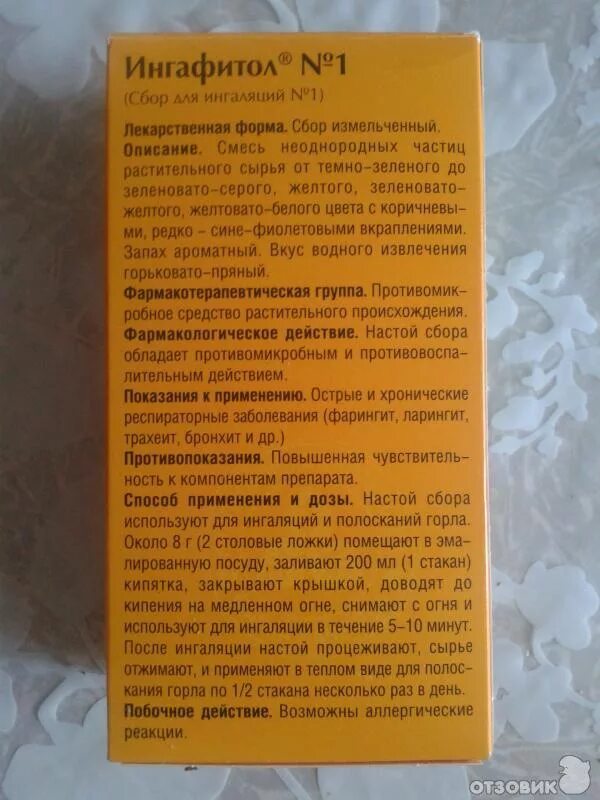 Ингафитол® №1
(Сбор для ингаляций №1)
Лекарственная форма. Сбор измельченный.
Описание. Смесь неоднородных частиц
растительного сырья от темно-зеленого до
зеленовато-серого, желтого, зеленовато-
желтого, желтовато-белого цвета с коричневы-
ми, редко - сине-фиолетовыми вкраплениями.
Запах ароматный. Вкус водного извлечения
горьковато-пряный.
Фармакотерапевтическая группа. Противомик-
робное средство растительного происхождения.
Фармакологическое действие. Настой сбора
обладает противомикробным и противовоспа-
лительным действием.
Показания к применению. Острые и хронические
респираторные заболевания (фарингит, ларингит,
трахеит, бронхит и др.)
Противопоказания. Повышенная чувствитель-
ность к компонентам препарата.
Способ применения и дозы. Настой сбора
используют для ингаляций и полосканий горла.
Около 8 г (2 столовые ложки) помещают в эма-
лированную посуду, заливают 200 мл (1 стакан)
кипятка, закрывают крышкой, доводят до
кипения на медленном огне, снимают с огня и
используют для ингаляции в течение 5-10 минут.
После ингаляции настой процеживают, сырье
отжимают, и применяют в теплом виде для полос-
кания горла по 1/2 стакана несколько раз в день.
Побочное действие. Возможны аллергические
реакции.
ОТЗОВИК